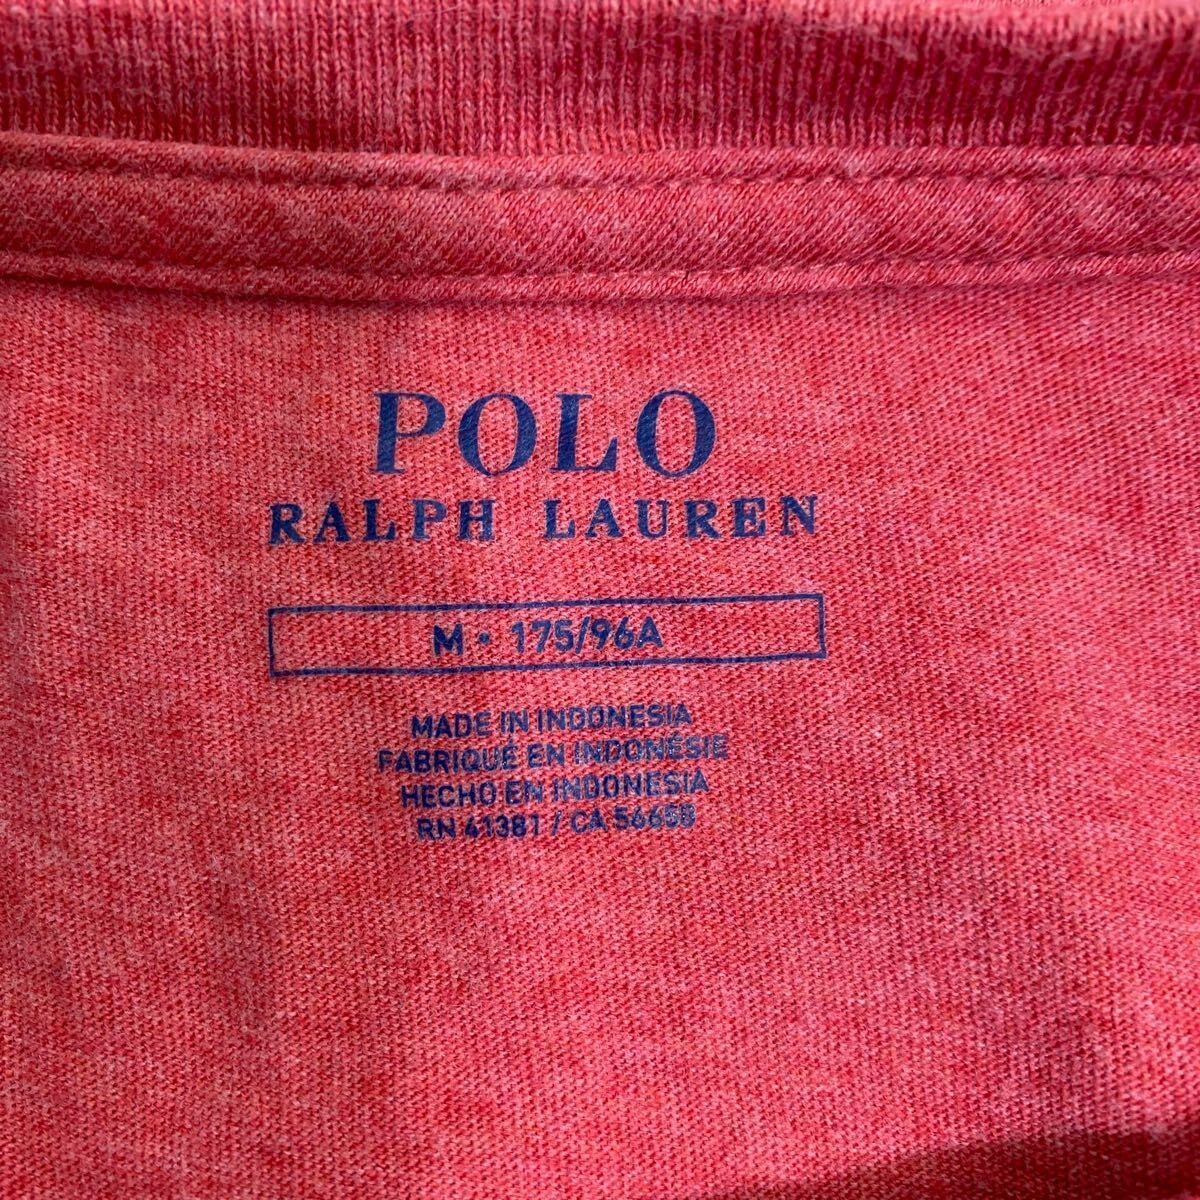 POLO
RALPH LAUREN
M • 175/96A
MADE IN INDONESIA
FABRIQUÉ EN INDONÉSIE
HECHO EN INDONESIA
RN 41381 / CA 56658